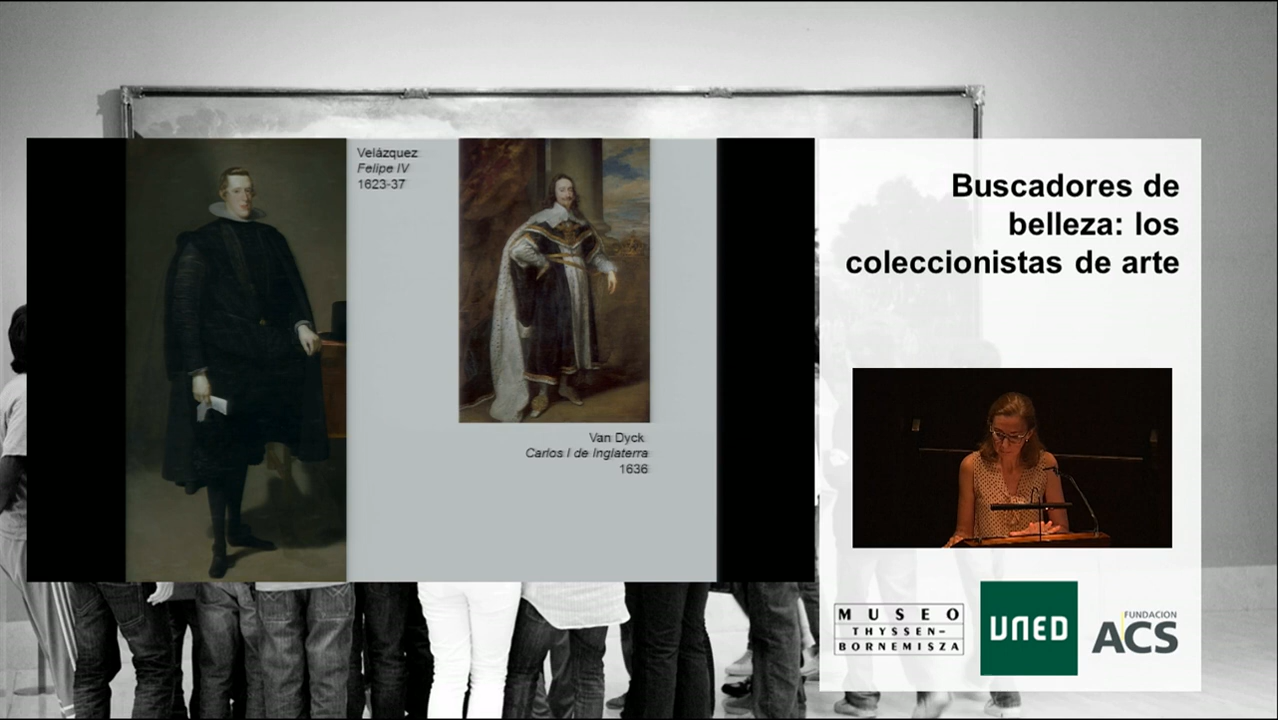 Velázquez
Felipe IV
1623-37
Van Dyck
Carlos I de Inglaterra
1636
Buscadores de
belleza: los
coleccionistas de arte
MUSEO
THYSSEN-
BORNEMISZA
UNED
FUNDACION
ACS